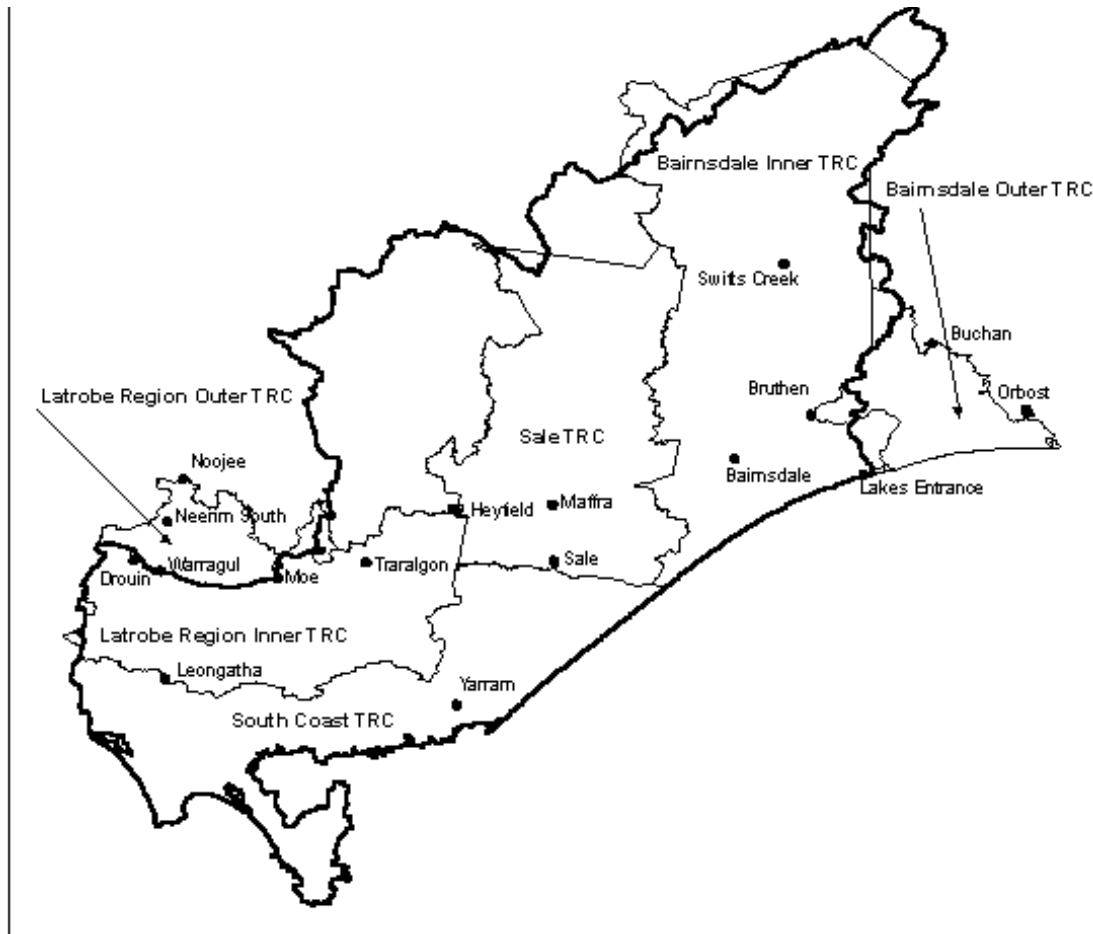 Bairnsdale Inner TRC
Bairnsdale Outer TRC
Swifts Creek
Buchan
Latrobe Region Outer TRC
Bruthen
Orbost
Sale TRC
Noojee
Bairnsdale
Lakes Entrance
Neerim South
Heyfield
Maffra
Drouin
Warragul
Moe
Traralgon
Sale
Latrobe Region Inner TRC
Leongatha
Yarram
South Coast TRC